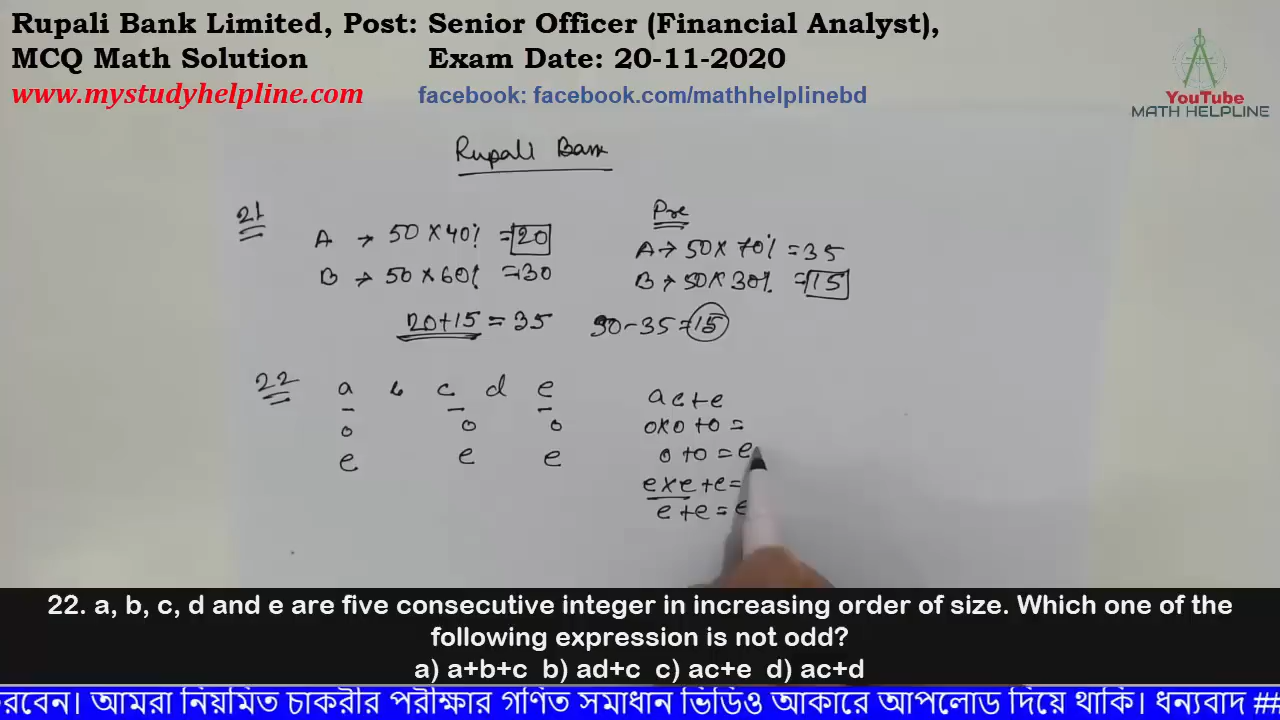 Rupali Bank Limited, Post: Senior Officer (Financial Analyst),
MCQ Math Solution Exam Date: 20-11-2020
www.mystudyhelpline.com facebook: facebook.com/mathhelplinebd
YouTube
MATH HELPLINE
Rupali Bank
21
A → 50 X 40% = 20
B → 50 X 60% = 30
20+15 = 35 50-35 = 15
Pre
A → 50 X 70% = 35
B → 50 X 30% = 15
22 a b c d e
o o o
e e e
ac+e
oxo +o =
o +o = e
exe +e =
e +e = e
22. a, b, c, d and e are five consecutive integer in increasing order of size. Which one of the
following expression is not odd?
a) a+b+c b) ad+c c) ac+e d) ac+d
রবেন। আমরা নিয়মিত চাকরীর পরীক্ষার গণিত সমাধান ভিডিও আকারে আপলোড দিয়ে থাকি। ধন্যবাদ ##